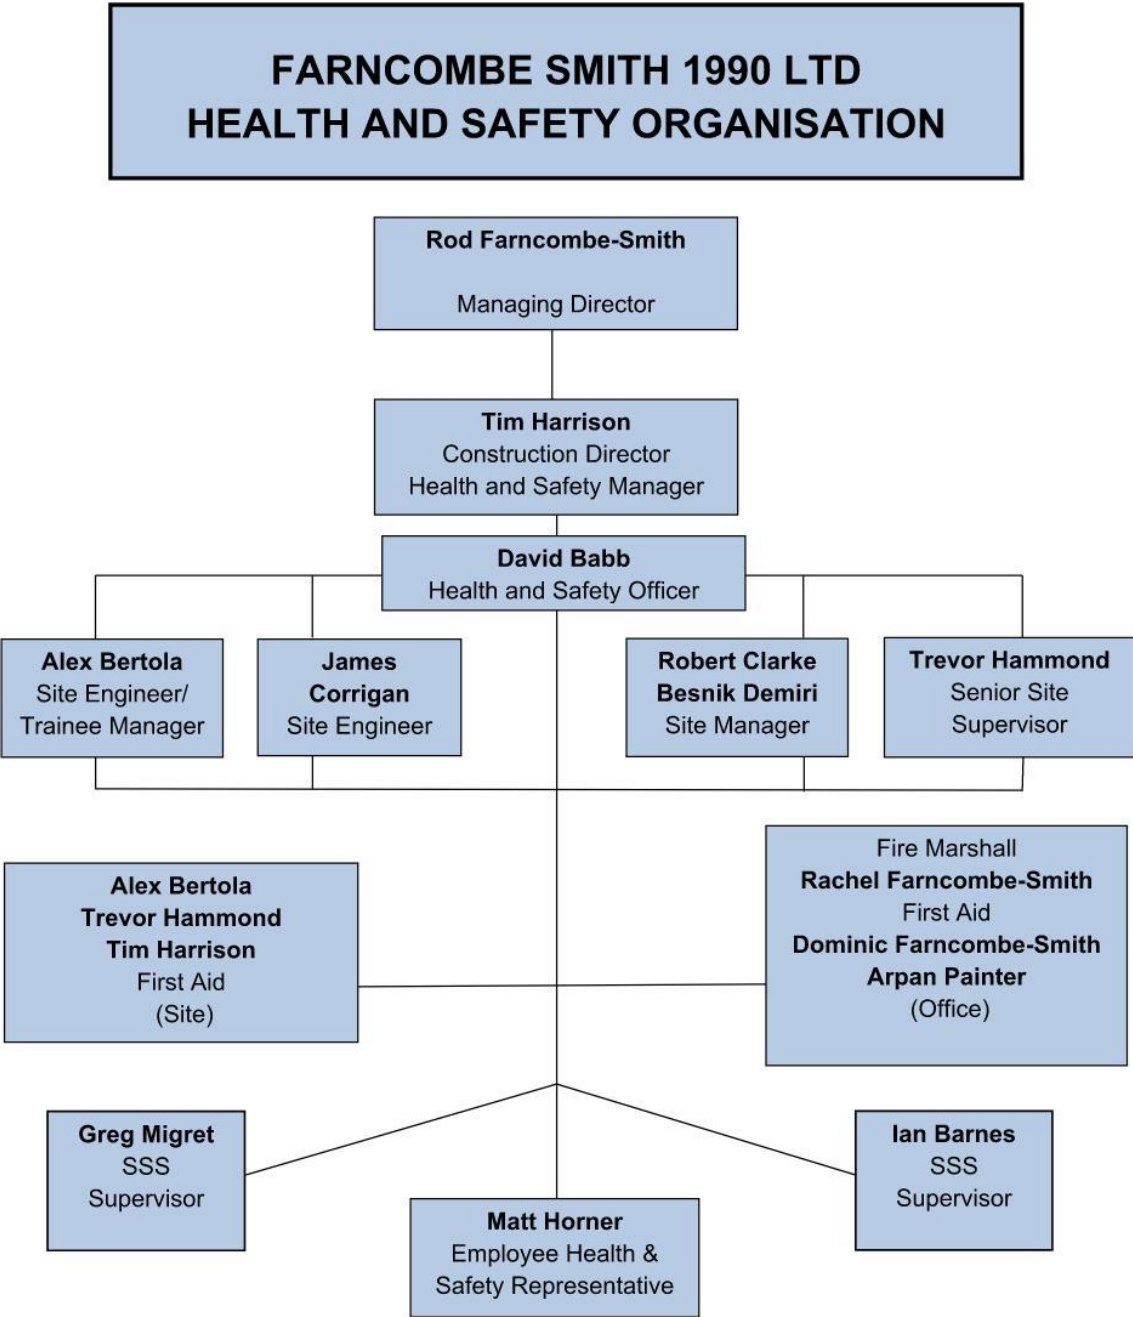 FARNCOMBE SMITH 1990 LTD
HEALTH AND SAFETY ORGANISATION
Rod Farncombe-Smith
Managing Director
Tim Harrison
Construction Director
Health and Safety Manager
David Babb
Health and Safety Officer
Alex Bertola
Site Engineer/
Trainee Manager
James
Corrigan
Site Engineer
Robert Clarke
Besnik Demiri
Site Manager
Trevor Hammond
Senior Site
Supervisor
Alex Bertola
Trevor Hammond
Tim Harrison
First Aid
(Site)
Fire Marshall
Rachel Farncombe-Smith
First Aid
Dominic Farncombe-Smith
Arpan Painter
(Office)
Greg Migret
SSS
Supervisor
Matt Horner
Employee Health &
Safety Representative
Ian Barnes
SSS
Supervisor